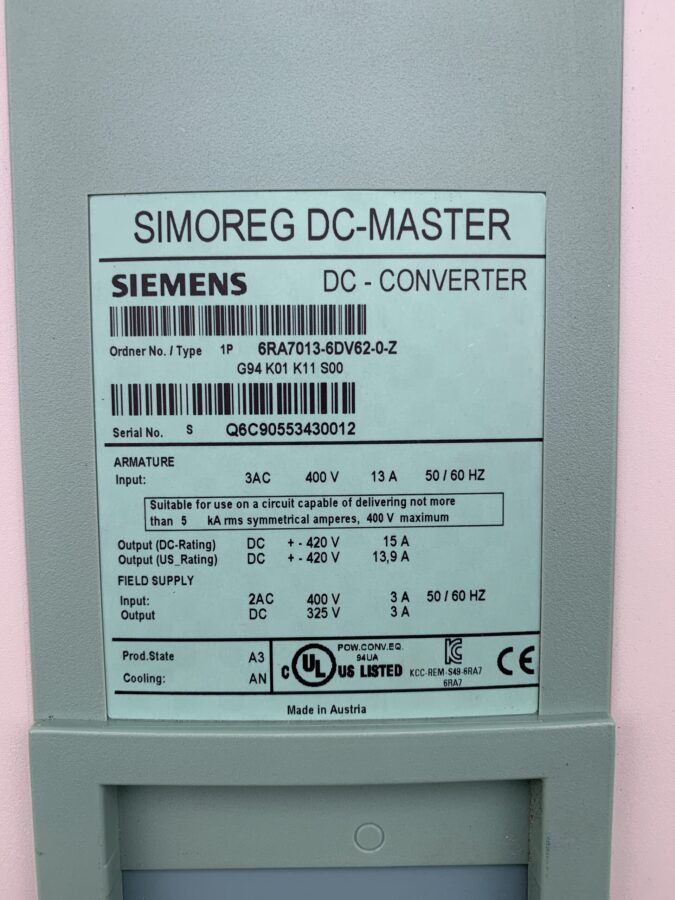 SIMOREG DC-MASTER
SIEMENS DC - CONVERTER
Ordner No. / Type 1P 6RA7013-6DV62-0-Z
G94 K01 K11 S00
Serial No. S Q6C90553430012
ARMATURE
Input: 3AC 400 V 13 A 50 / 60 HZ
Suitable for use on a circuit capable of delivering not more
than 5 kA rms symmetrical amperes, 400 V maximum
Output (DC-Rating) DC + - 420 V 15 A
Output (US_Rating) DC + - 420 V 13,9 A
FIELD SUPPLY
Input: 2AC 400 V 3 A 50 / 60 HZ
Output DC 325 V 3 A
Prod.State A3
Cooling: AN
POW.CONV.EQ.
94UA
C UL US LISTED
KC
KCC-REM-S49-6RA7
6RA7
CE
Made in Austria